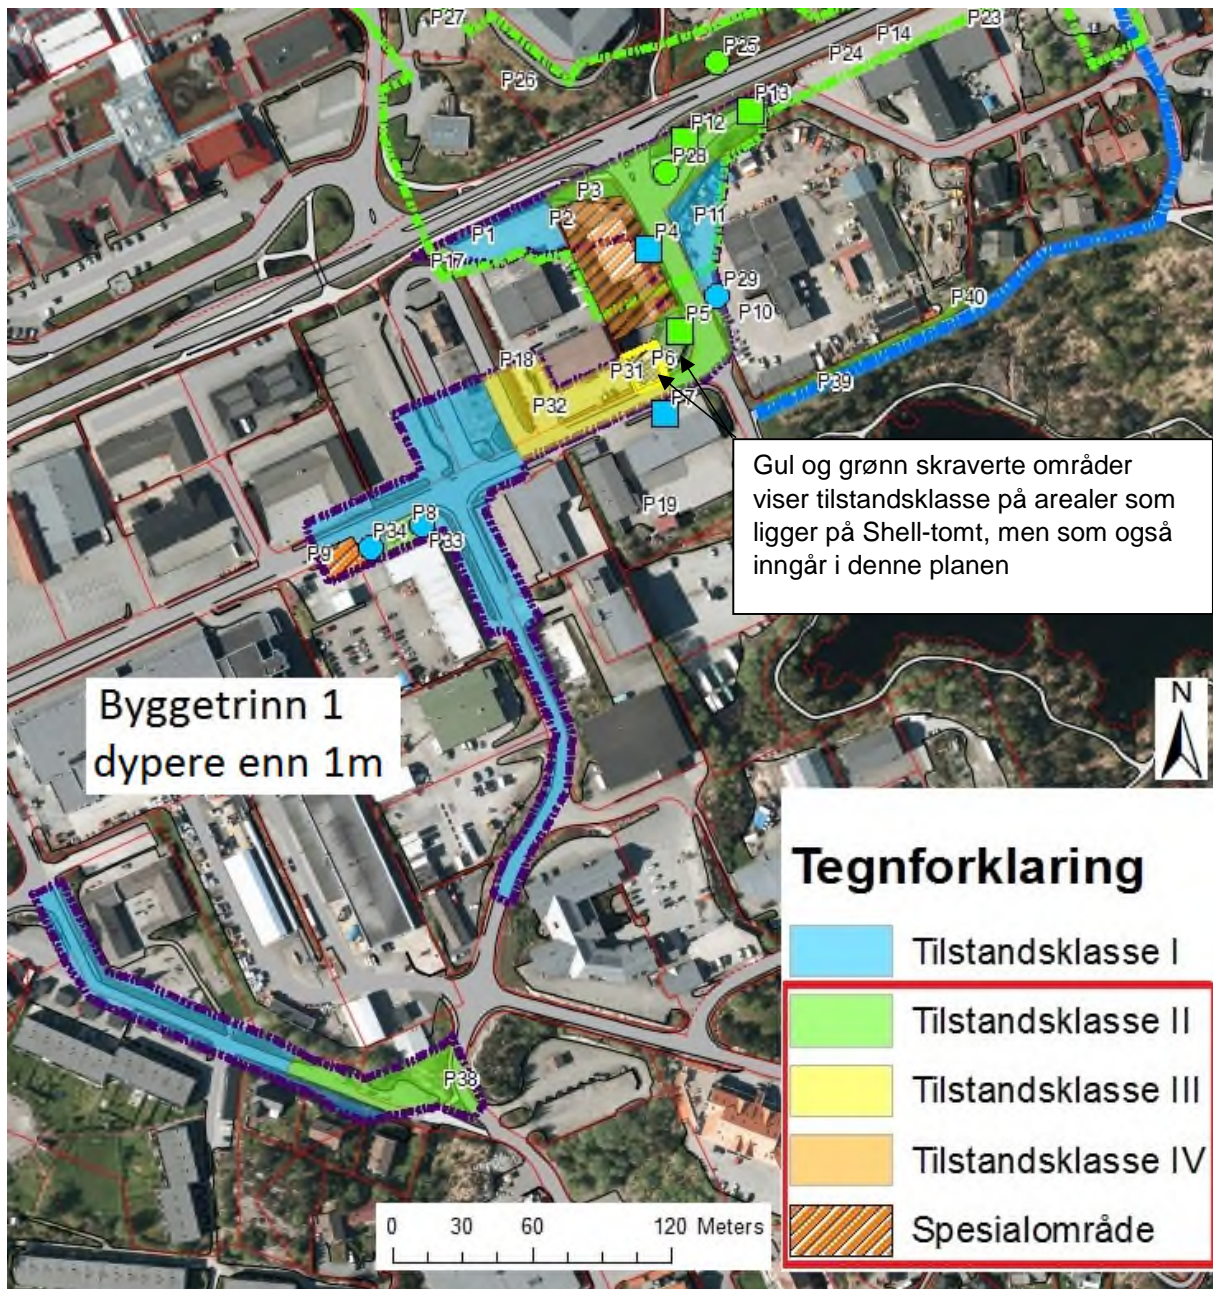 P27
P23
P14
P24
P25
P26
P13
P12
P28
P3
P2
P11
P1
P4
P17
P29
P10
P40
P5
P18
P31
P6
P39
P32
P7
Gul og grønn skraverte områder
viser tilstandsklasse på arealer som
ligger på Shell-tomt, men som også
inngår i denne planen
P19
P8
P34
P33
P9
N
Byggetrinn 1
dypere enn 1m
Tegnforklaring
Tilstandsklasse I
Tilstandsklasse II
Tilstandsklasse III
Tilstandsklasse IV
Spesialområde
P38
0 30 60 120 Meters